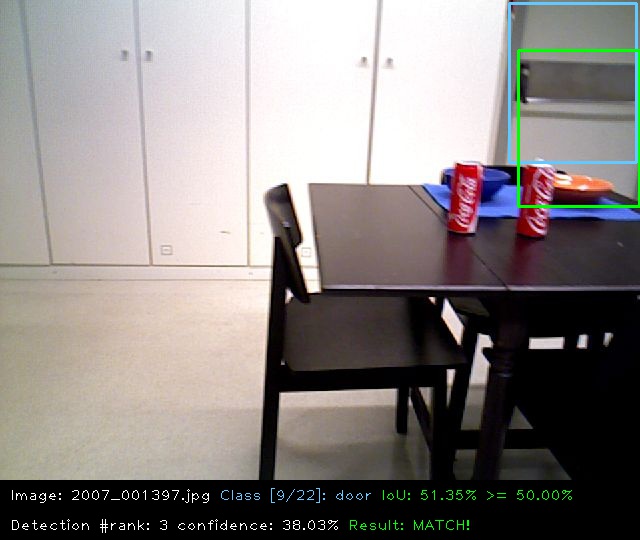 Coca-Cola
Coca-Cola
Image: 2007_001397.jpg Class [9/22]: door IoU: 51.35% >= 50.00%
Detection #rank: 3 confidence: 38.03% Result: MATCH!